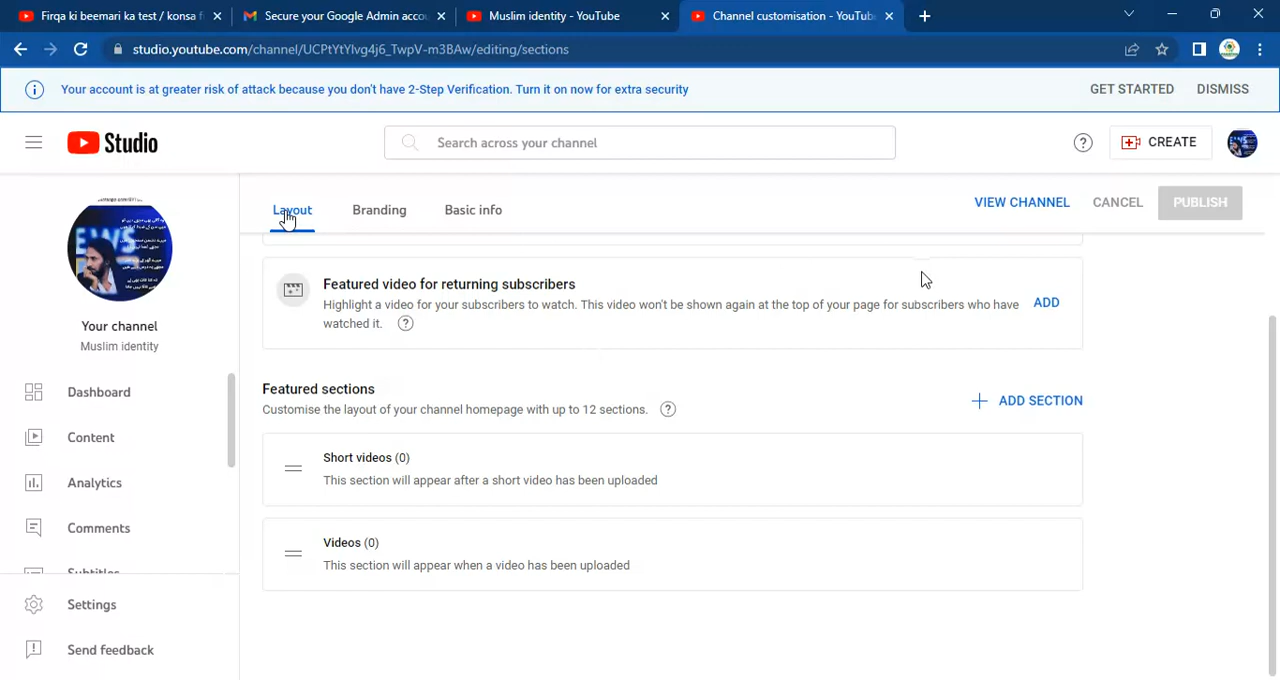 Firqa ki beemari ka test / konsa f
Secure your Google Admin accou
Muslim identity - YouTube
Channel customisation - YouTub
studio.youtube.com/channel/UCPtYtYlvg4j6_TwpV-m3BAw/editing/sections
Your account is at greater risk of attack because you don't have 2-Step Verification. Turn it on now for extra security
GET STARTED
DISMISS
Studio
Search across your channel
CREATE
Layout
Branding
Basic info
VIEW CHANNEL
CANCEL
PUBLISH
Your channel
Muslim identity
Dashboard
Content
Analytics
Comments
Subtitles
Settings
Send feedback
Featured video for returning subscribers
Highlight a video for your subscribers to watch. This video won't be shown again at the top of your page for subscribers who have
watched it.
ADD
Featured sections
Customise the layout of your channel homepage with up to 12 sections.
ADD SECTION
Short videos (0)
This section will appear after a short video has been uploaded
Videos (0)
This section will appear when a video has been uploaded